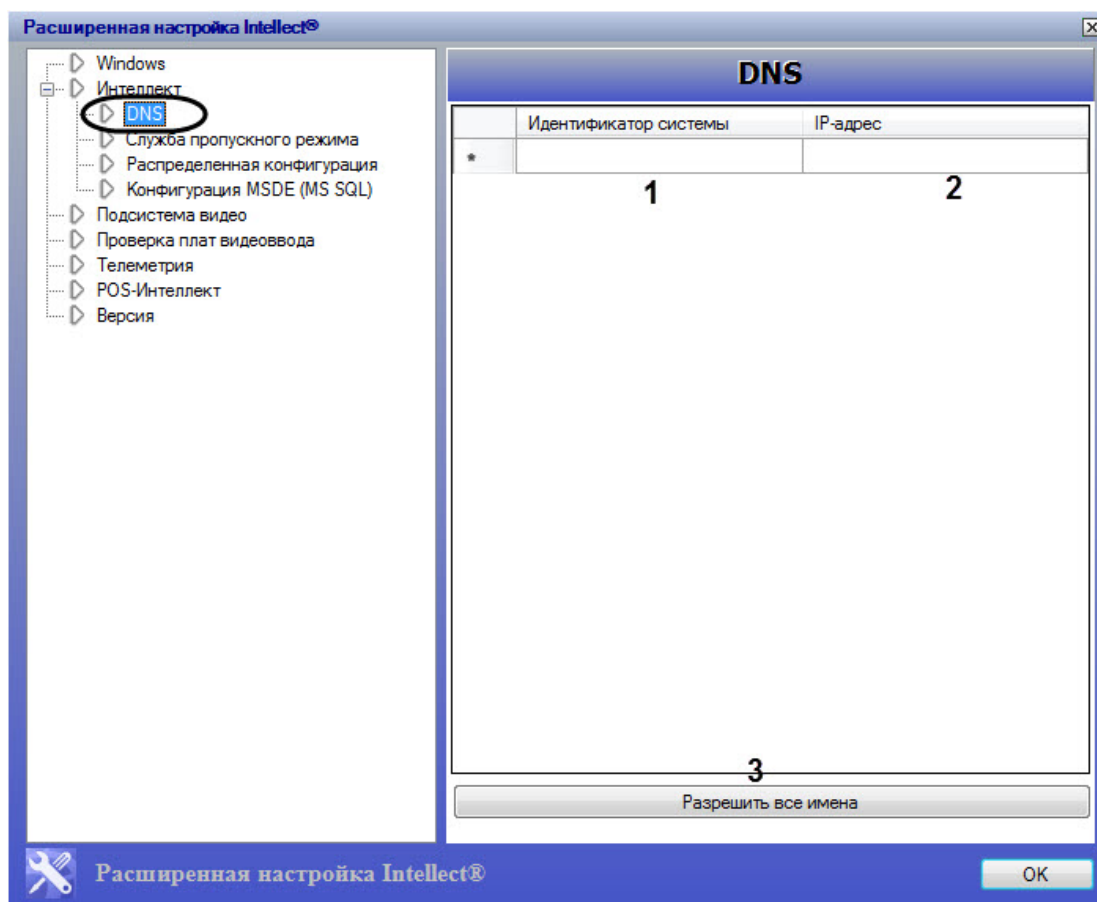 Расширенная настройка Intellect®
Windows
Интеллект
DNS
Служба пропускного режима
Распределенная конфигурация
Конфигурация MSDE (MS SQL)
Подсистема видео
Проверка плат видеоввода
Телеметрия
POS-Интеллект
Версия
DNS
Идентификатор системы IP-адрес
*
1 2
3
Разрешить все имена
Расширенная настройка Intellect®
OK